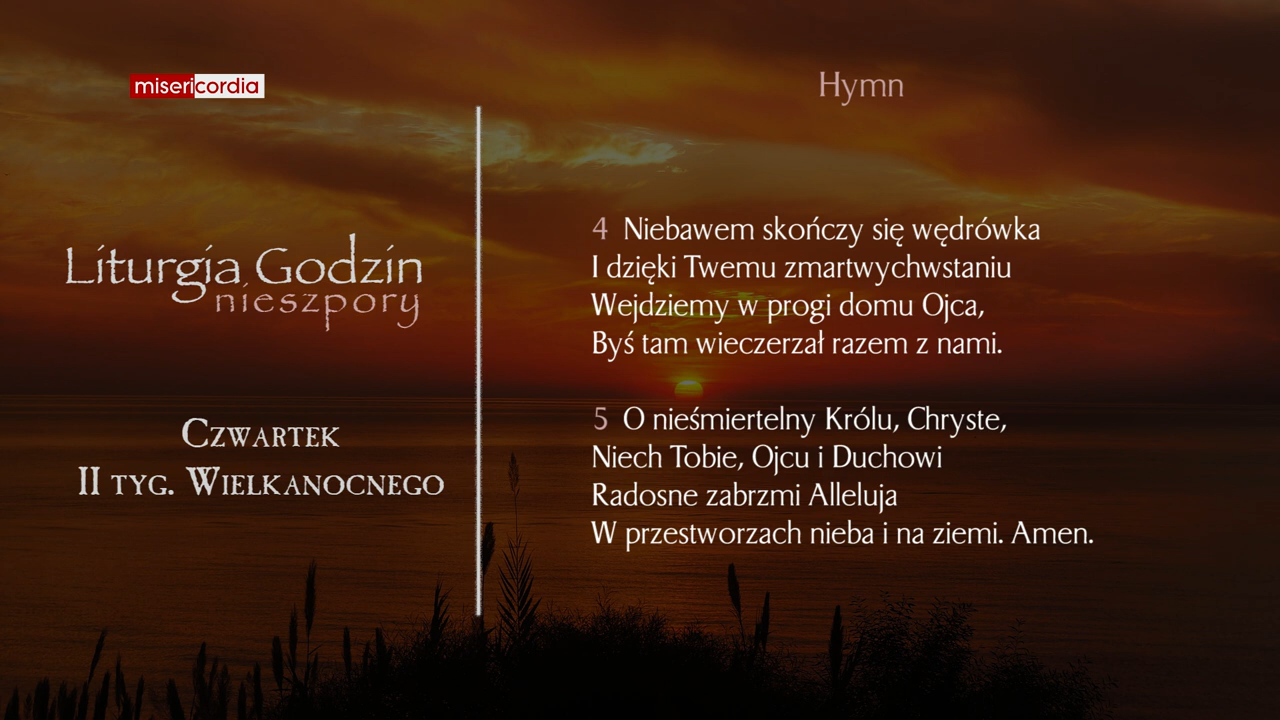 misericordia
Liturgia Godzin
nieszpory
Czwartek
II tyg. Wielkanocnego
Hymn
4 Niebawem skończy się wędrówka
I dzięki Twemu zmartwychwstaniu
Wejdziemy w progi domu Ojca,
Byś tam wieczerzał razem z nami.
5 O nieśmiertelny Królu, Chryste,
Niech Tobie, Ojcu i Duchowi
Radosne zabrzmi Alleluja
W przestworzach nieba i na ziemi. Amen.